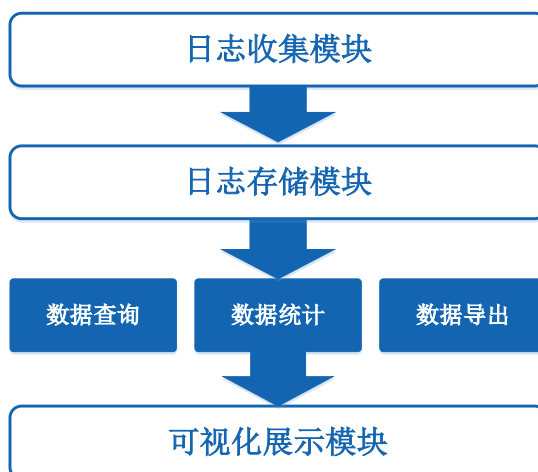 日志收集模块
日志存储模块
数据查询 数据统计 数据导出
可视化展示模块